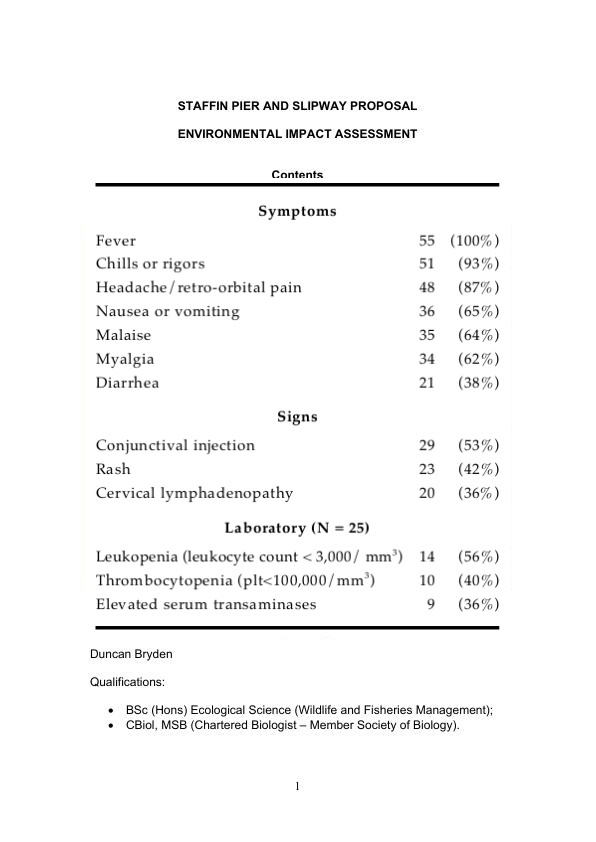 STAFFIN PIER AND SLIPWAY PROPOSAL
ENVIRONMENTAL IMPACT ASSESSMENT
Contents
Symptoms
Fever 55 (100%)
Chills or rigors 51 (93%)
Headache/retro-orbital pain 48 (87%)
Nausea or vomiting 36 (65%)
Malaise 35 (64%)
Myalgia 34 (62%)
Diarrhea 21 (38%)
Signs
Conjunctival injection 29 (53%)
Rash 23 (42%)
Cervical lymphadenopathy 20 (36%)
Laboratory (N = 25)
Leukopenia (leukocyte count < 3,000/ mm³) 14 (56%)
Thrombocytopenia (plt<100,000/mm³) 10 (40%)
Elevated serum transaminases 9 (36%)
Duncan Bryden
Qualifications:
• BSc (Hons) Ecological Science (Wildlife and Fisheries Management);
• CBiol, MSB (Chartered Biologist – Member Society of Biology).
1